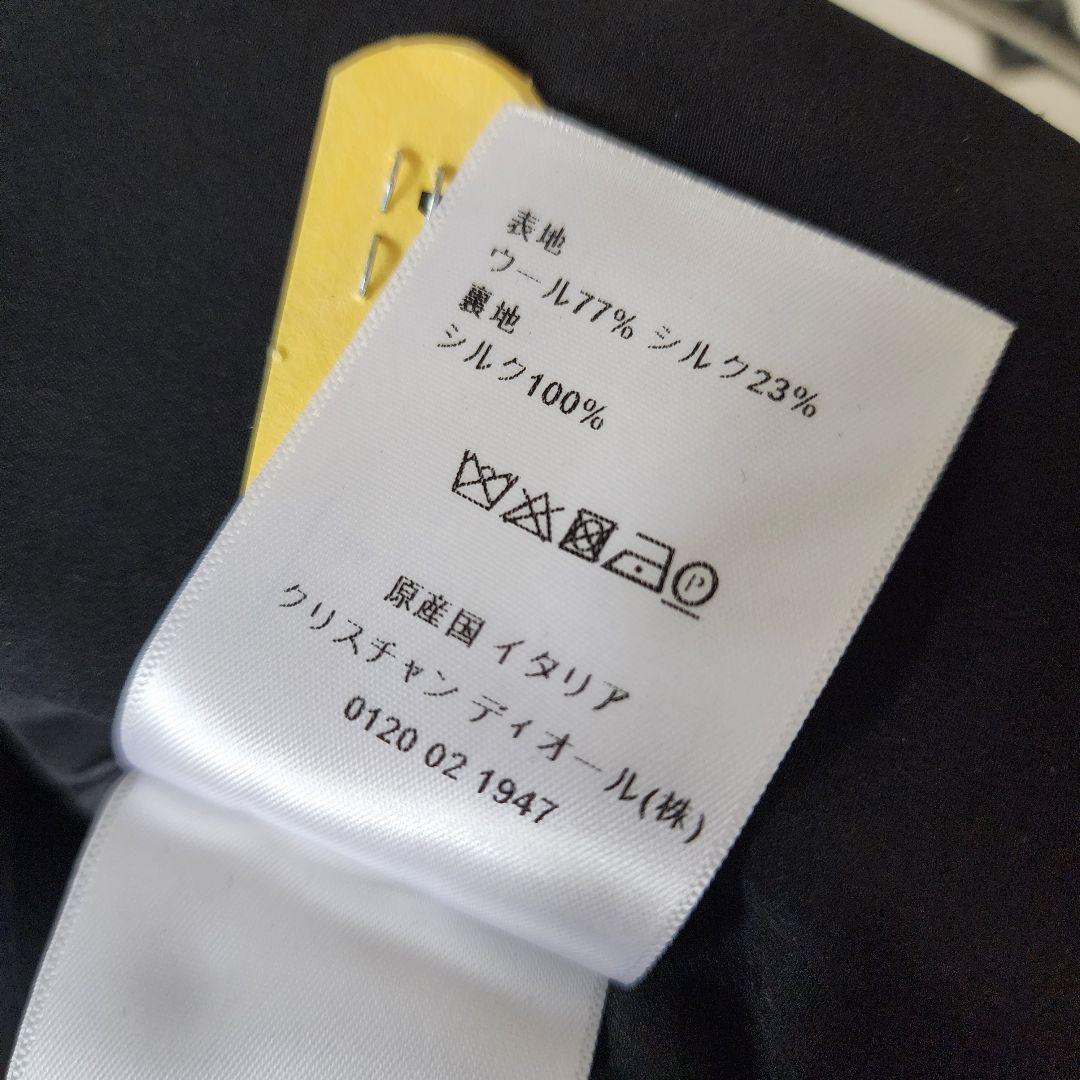 表地
ウール77% シルク23%
裏地
シルク100%
P
原産国 イタリア
クリスチャン ディオール(株)
0120 02 1947